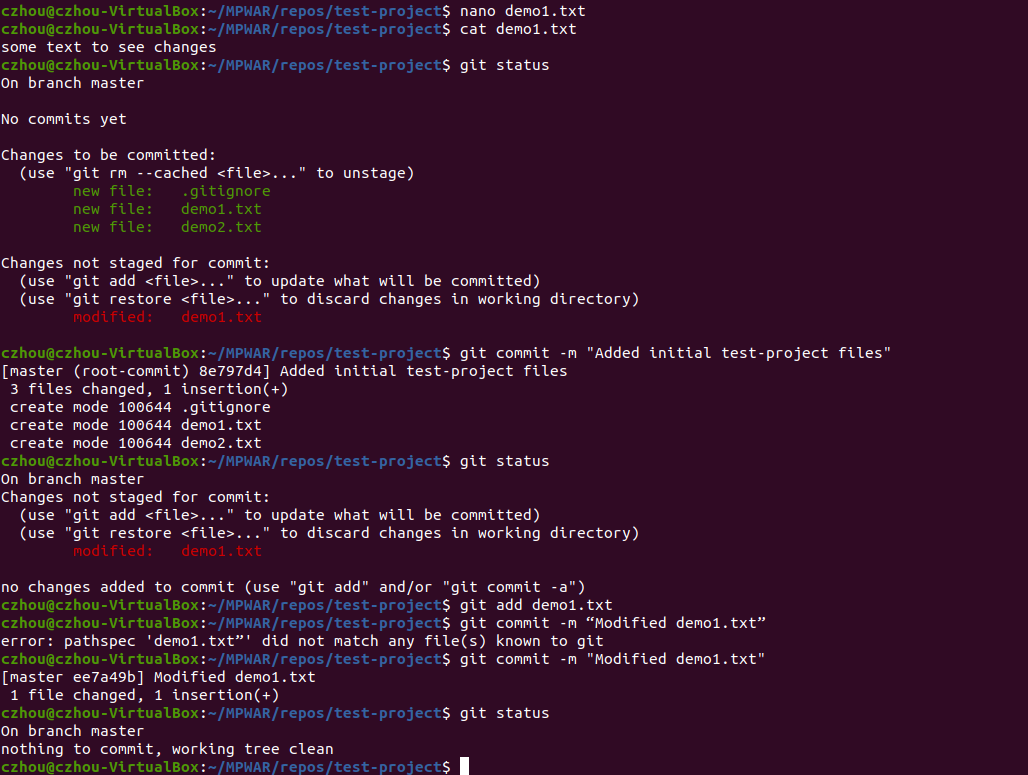 czhou@czhou-VirtualBox:~/MPWAR/repos/test-project$ nano demo1.txt
czhou@czhou-VirtualBox:~/MPWAR/repos/test-project$ cat demo1.txt
some text to see changes
czhou@czhou-VirtualBox:~/MPWAR/repos/test-project$ git status
On branch master

No commits yet

Changes to be committed:
  (use "git rm --cached <file>..." to unstage)
        new file:   .gitignore
        new file:   demo1.txt
        new file:   demo2.txt

Changes not staged for commit:
  (use "git add <file>..." to update what will be committed)
  (use "git restore <file>..." to discard changes in working directory)
        modified:   demo1.txt

czhou@czhou-VirtualBox:~/MPWAR/repos/test-project$ git commit -m "Added initial test-project files"
[master (root-commit) 8e797d4] Added initial test-project files
 3 files changed, 1 insertion(+)
 create mode 100644 .gitignore
 create mode 100644 demo1.txt
 create mode 100644 demo2.txt
czhou@czhou-VirtualBox:~/MPWAR/repos/test-project$ git status
On branch master
Changes not staged for commit:
  (use "git add <file>..." to update what will be committed)
  (use "git restore <file>..." to discard changes in working directory)
        modified:   demo1.txt

no changes added to commit (use "git add" and/or "git commit -a")
czhou@czhou-VirtualBox:~/MPWAR/repos/test-project$ git add demo1.txt
czhou@czhou-VirtualBox:~/MPWAR/repos/test-project$ git commit -m “Modified demo1.txt”
error: pathspec 'demo1.txt”' did not match any file(s) known to git
czhou@czhou-VirtualBox:~/MPWAR/repos/test-project$ git commit -m "Modified demo1.txt"
[master ee7a49b] Modified demo1.txt
 1 file changed, 1 insertion(+)
czhou@czhou-VirtualBox:~/MPWAR/repos/test-project$ git status
On branch master
nothing to commit, working tree clean
czhou@czhou-VirtualBox:~/MPWAR/repos/test-project$